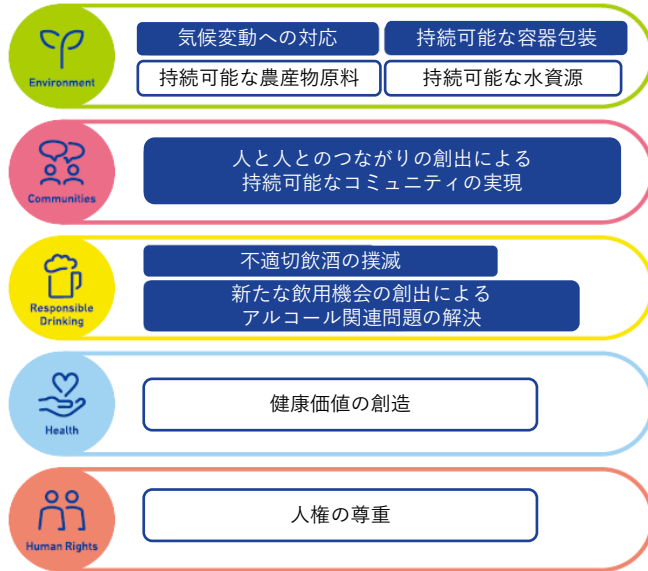 Environment
気候変動への対応
持続可能な容器包装
持続可能な農産物原料
持続可能な水資源
Communities
人と人とのつながりの創出による
持続可能なコミュニティの実現
Responsible
Drinking
不適切飲酒の撲滅
新たな飲用機会の創出による
アルコール関連問題の解決
Health
健康価値の創造
Human Rights
人権の尊重